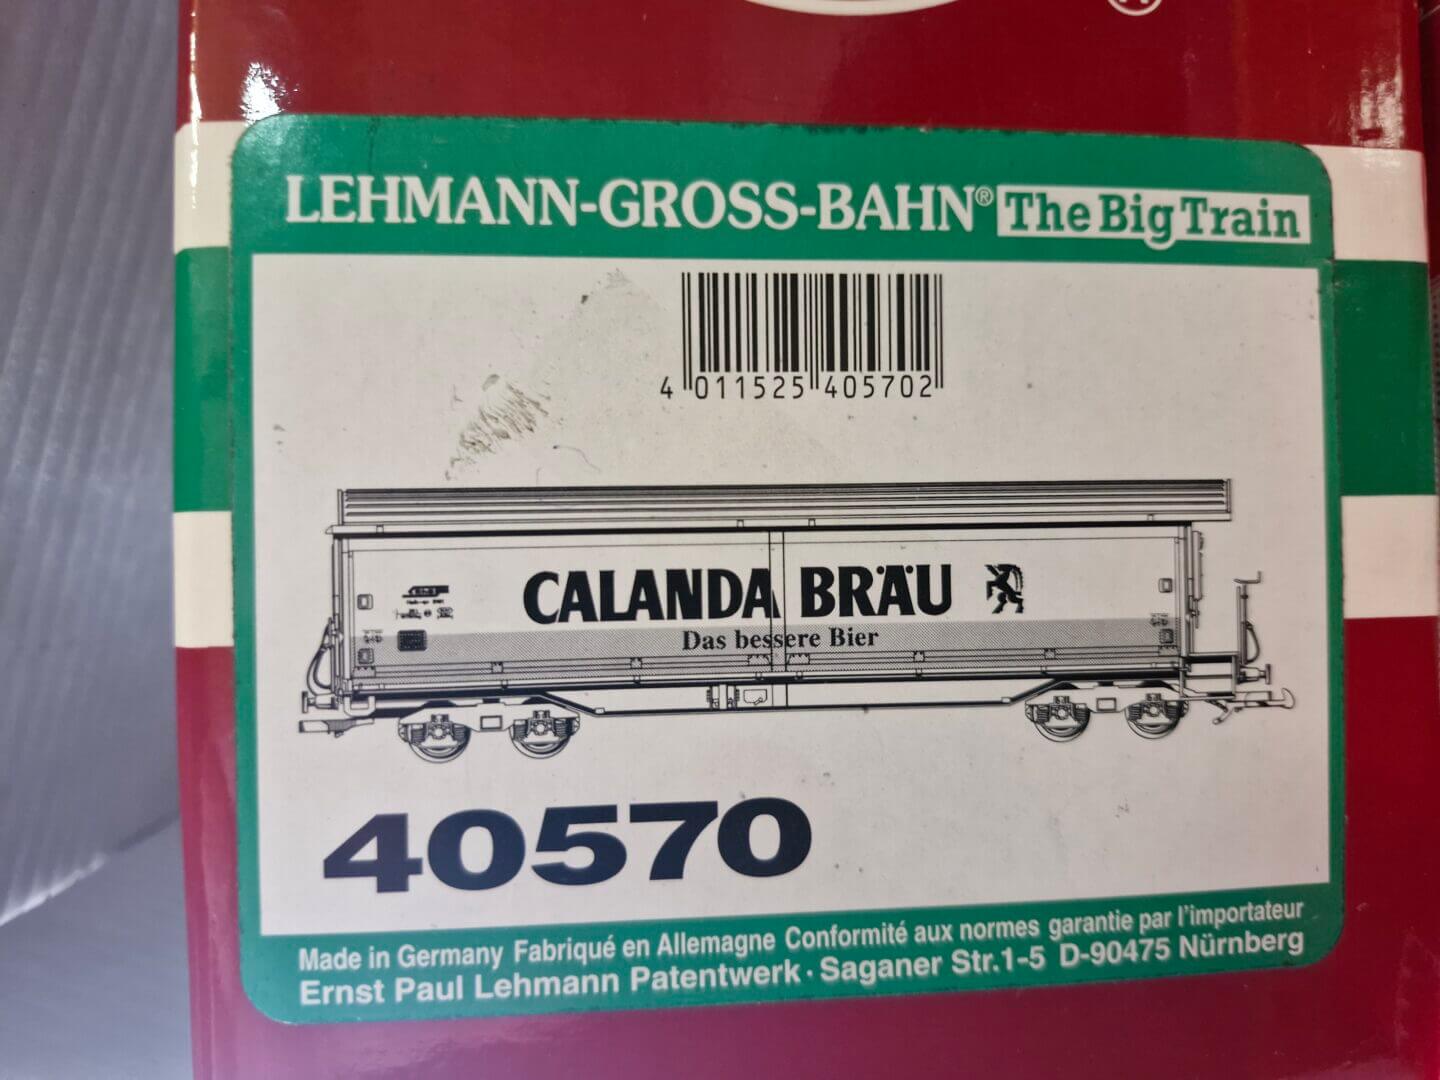 LEHMANN-GROSS-BAHN® The Big Train
4 011525 405702
CALANDA BRÄU
Das bessere Bier
40570
Made in Germany Fabriqué en Allemagne Conformité aux normes garantie par l'importateur
Ernst Paul Lehmann Patentwerk · Saganer Str.1-5 D-90475 Nürnberg